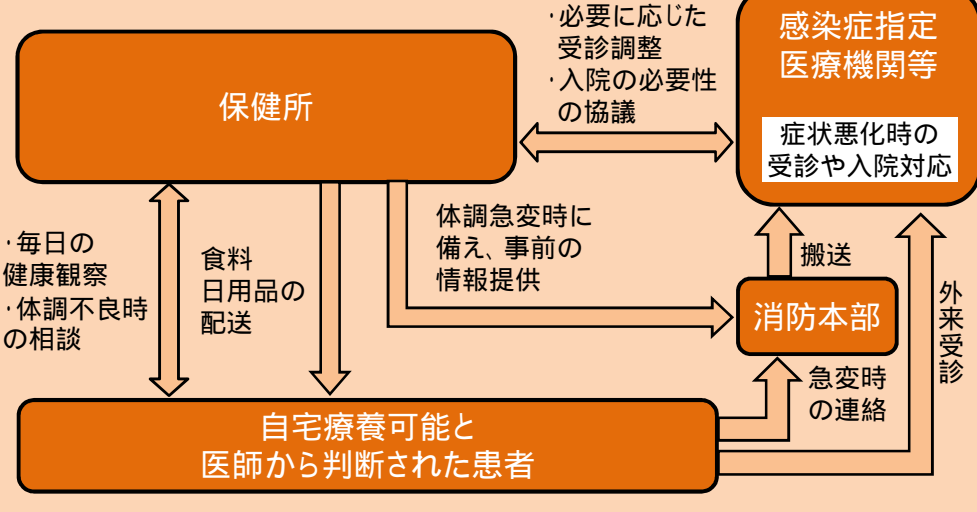 保健所
·必要に応じた
受診調整
·入院の必要性
の協議
感染症指定
医療機関等
症状悪化時の
受診や入院対応
·毎日の
健康観察
·体調不良時
の相談
食料
日用品の
配送
体調急変時に
備え、事前の
情報提供
搬送
消防本部
外来受診
急変時
の連絡
自宅療養可能と
医師から判断された患者